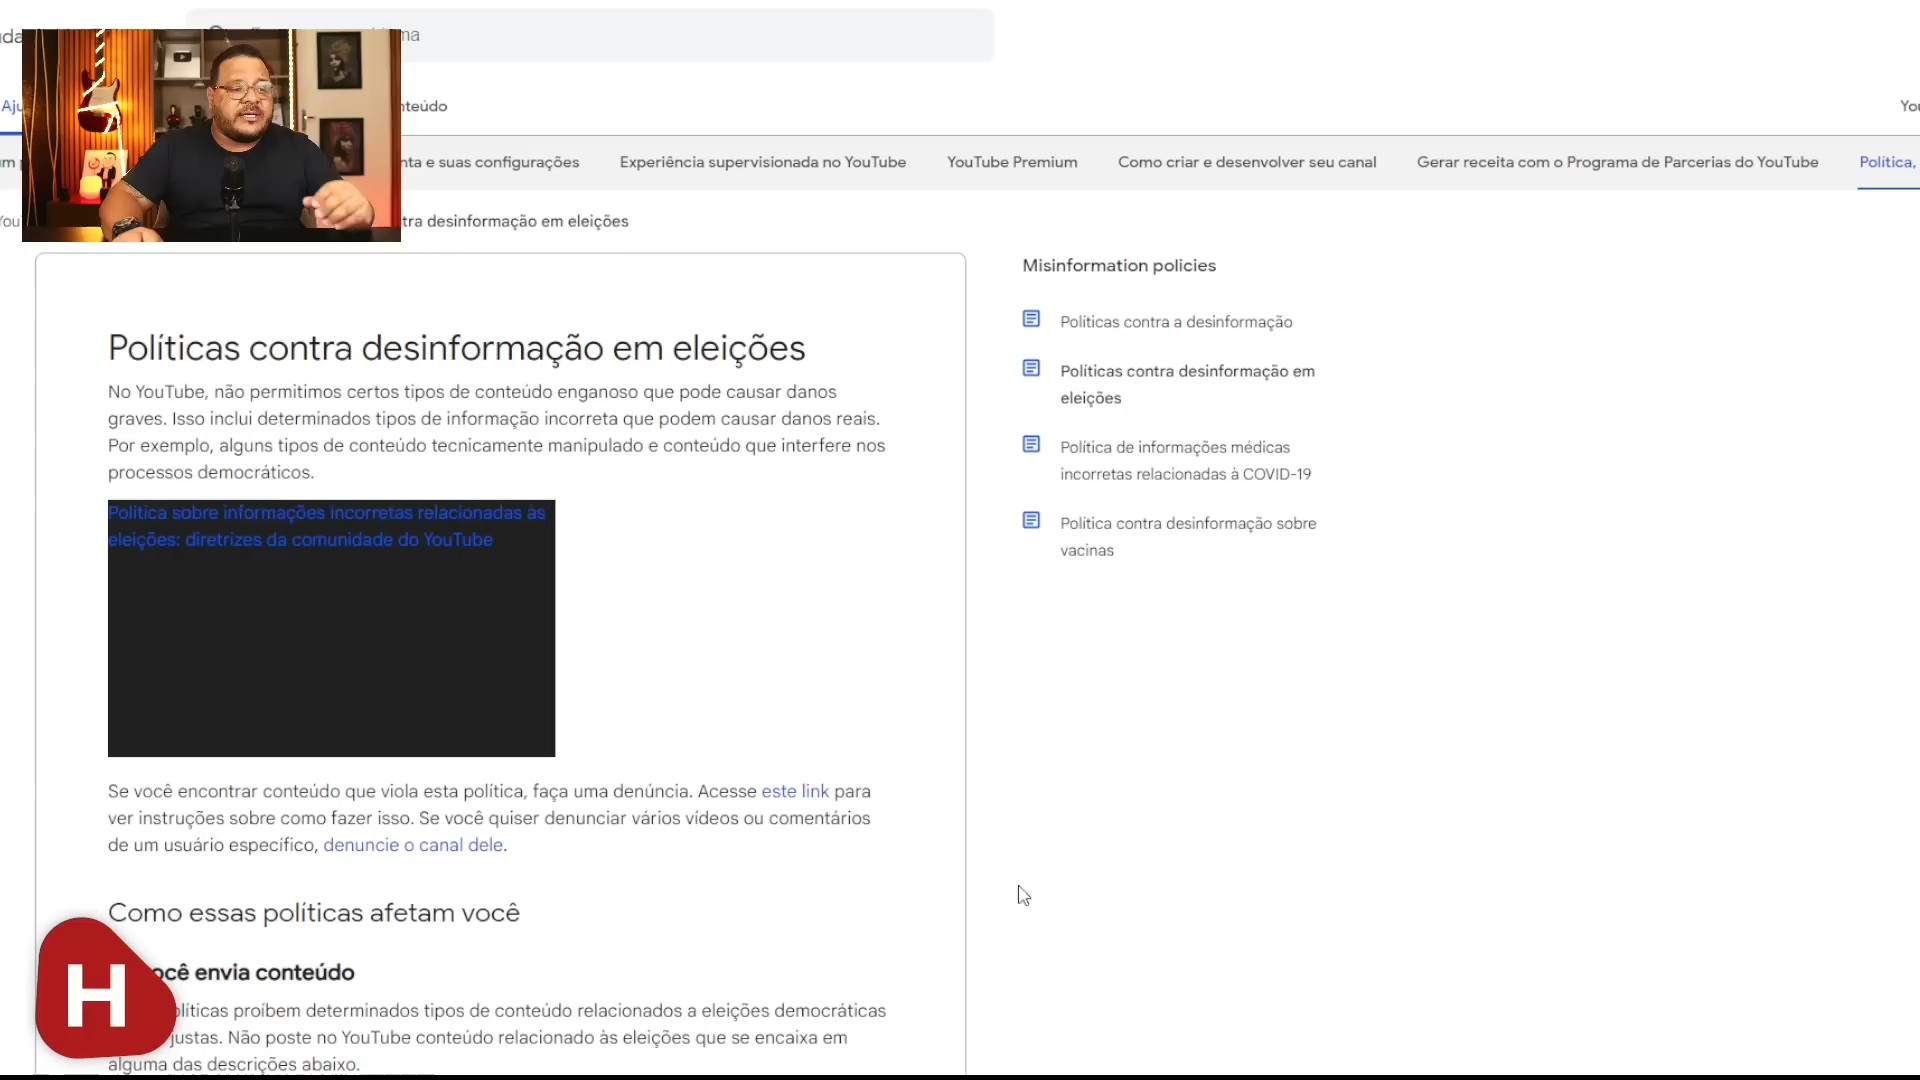 ma
Aju
nteúdo
You
nta e suas configurações
Experiência supervisionada no YouTube
YouTube Premium
Como criar e desenvolver seu canal
Gerar receita com o Programa de Parcerias do YouTube
Política,
tra desinformação em eleições
Políticas contra desinformação em eleições
No YouTube, não permitimos certos tipos de conteúdo enganoso que pode causar danos
graves. Isso inclui determinados tipos de informação incorreta que podem causar danos reais.
Por exemplo, alguns tipos de conteúdo tecnicamente manipulado e conteúdo que interfere nos
processos democráticos.
Política sobre informações incorretas relacionadas às
eleições: diretrizes da comunidade do YouTube
Se você encontrar conteúdo que viola esta política, faça uma denúncia. Acesse este link para
ver instruções sobre como fazer isso. Se você quiser denunciar vários vídeos ou comentários
de um usuário específico, denuncie o canal dele.
Como essas políticas afetam você
ocê envia conteúdo
olíticas proíbem determinados tipos de conteúdo relacionados a eleições democráticas
justas. Não poste no YouTube conteúdo relacionado às eleições que se encaixa em
alguma das descrições abaixo.
H
Misinformation policies
Políticas contra a desinformação
Políticas contra desinformação em
eleições
Política de informações médicas
incorretas relacionadas à COVID-19
Política contra desinformação sobre
vacinas